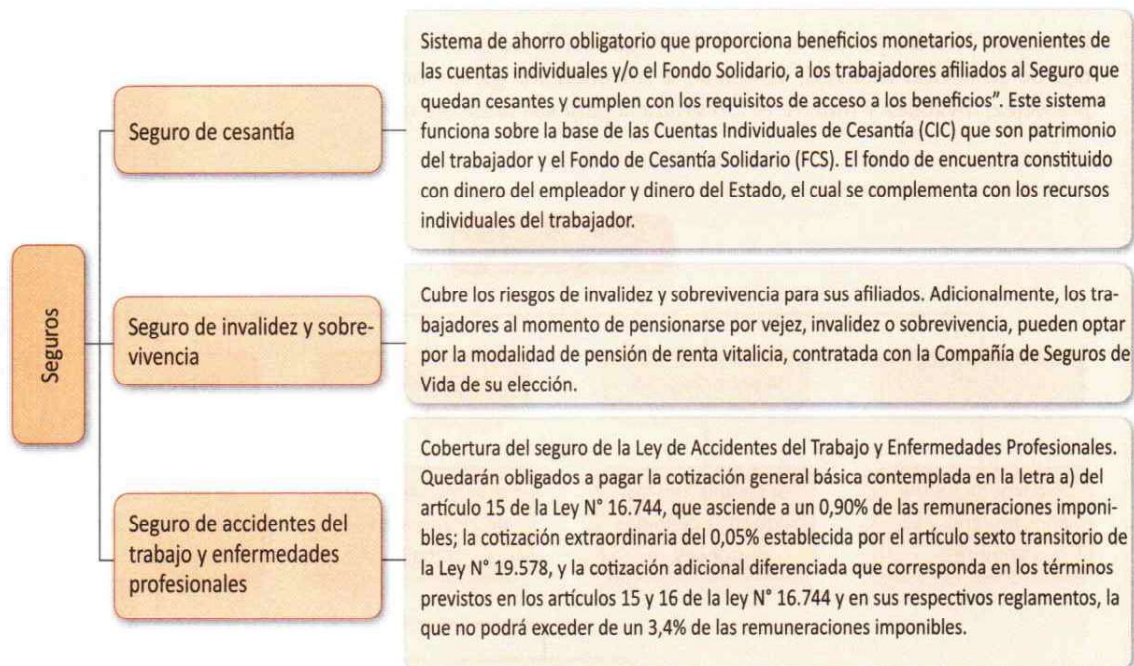 Seguros
Seguro de cesantía
Sistema de ahorro obligatorio que proporciona beneficios monetarios, provenientes de
las cuentas individuales y/o el Fondo Solidario, a los trabajadores afiliados al Seguro que
quedan cesantes y cumplen con los requisitos de acceso a los beneficios”. Este sistema
funciona sobre la base de las Cuentas Individuales de Cesantía (CIC) que son patrimonio
del trabajador y el Fondo de Cesantía Solidario (FCS). El fondo de encuentra constituido
con dinero del empleador y dinero del Estado, el cual se complementa con los recursos
individuales del trabajador.
Seguro de invalidez y sobre-
vivencia
Cubre los riesgos de invalidez y sobrevivencia para sus afiliados. Adicionalmente, los tra-
bajadores al momento de pensionarse por vejez, invalidez o sobrevivencia, pueden optar
por la modalidad de pensión de renta vitalicia, contratada con la Compañía de Seguros de
Vida de su elección.
Seguro de accidentes del
trabajo y enfermedades
profesionales
Cobertura del seguro de la Ley de Accidentes del Trabajo y Enfermedades Profesionales.
Quedarán obligados a pagar la cotización general básica contemplada en la letra a) del
artículo 15 de la Ley N° 16.744, que asciende a un 0,90% de las remuneraciones imponi-
bles; la cotización extraordinaria del 0,05% establecida por el artículo sexto transitorio de
la Ley N° 19.578, y la cotización adicional diferenciada que corresponda en los términos
previstos en los artículos 15 y 16 de la ley N° 16.744 y en sus respectivos reglamentos, la
que no podrá exceder de un 3,4% de las remuneraciones imponibles.